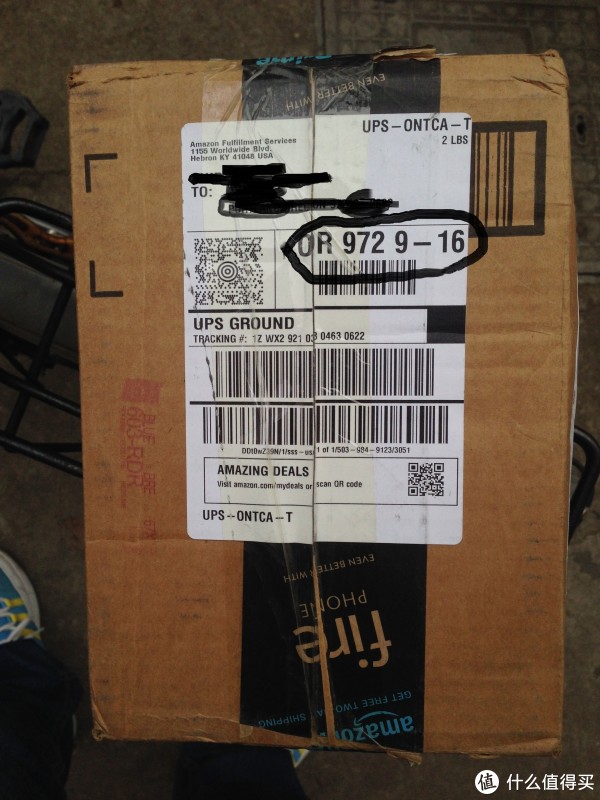 EVEN BETTER WITH
UPS-ONTCA-T
2 LBS
Amazon Fulfillment Services
1155 Worldwide Blvd.
Hebron KY 41048 USA
TO:
OR 972 9-16
UPS GROUND
TRACKING #: 1Z WX2 921 03 0463 0622
1 of 1/503-
9123/3051
AMAZING DEALS
Visit amazon.com/mydeals or scan QR code
UPS--ONTCA-T
EVEN BETTER WITH
fire
PHONE
GET FREE TWO SHIPPING
amazon
值 什么值得买